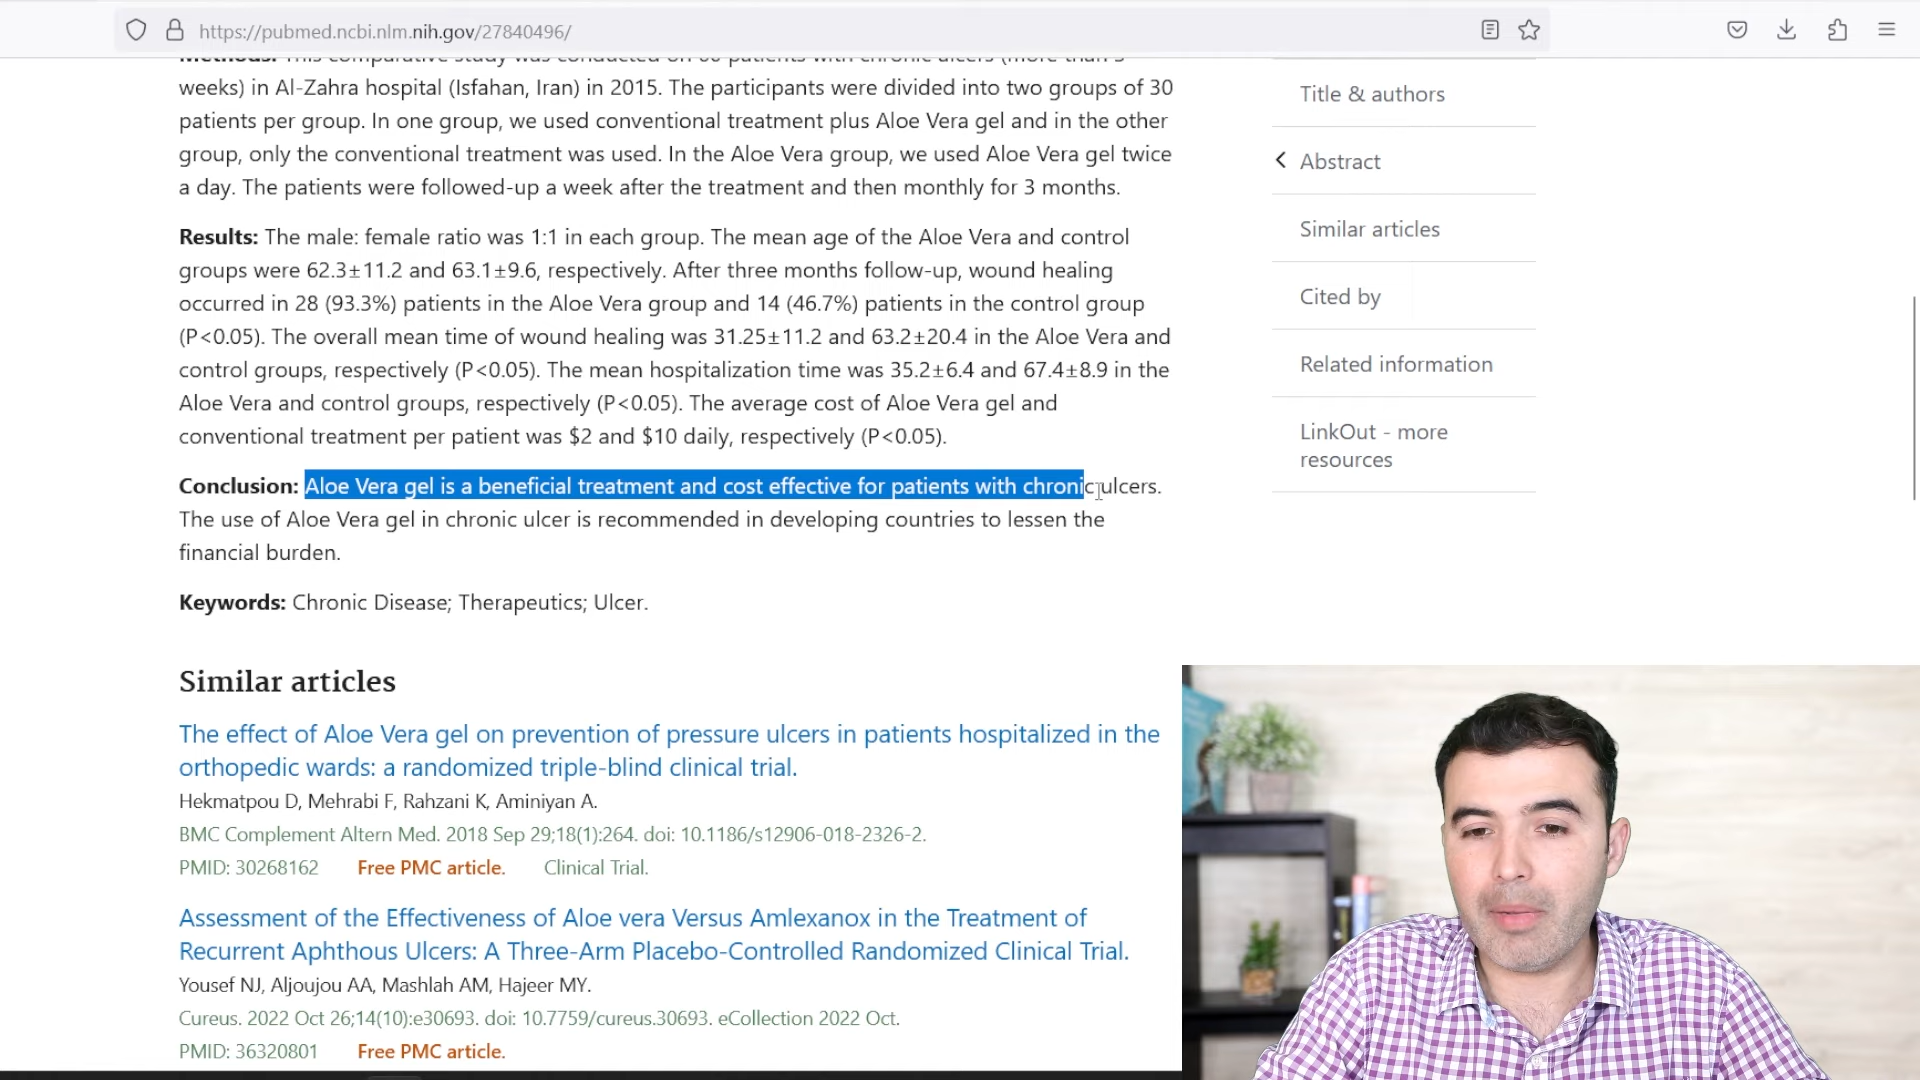 https://pubmed.ncbi.nlm.nih.gov/27840496/
Methods: This comparative study was conducted on 60 patients with chronic ulcers (more than 3
weeks) in Al-Zahra hospital (Isfahan, Iran) in 2015. The participants were divided into two groups of 30
patients per group. In one group, we used conventional treatment plus Aloe Vera gel and in the other
group, only the conventional treatment was used. In the Aloe Vera group, we used Aloe Vera gel twice
a day. The patients were followed-up a week after the treatment and then monthly for 3 months.
Results: The male: female ratio was 1:1 in each group. The mean age of the Aloe Vera and control
groups were 62.3±11.2 and 63.1±9.6, respectively. After three months follow-up, wound healing
occurred in 28 (93.3%) patients in the Aloe Vera group and 14 (46.7%) patients in the control group
(P<0.05). The overall mean time of wound healing was 31.25±11.2 and 63.2±20.4 in the Aloe Vera and
control groups, respectively (P<0.05). The mean hospitalization time was 35.2±6.4 and 67.4±8.9 in the
Aloe Vera and control groups, respectively (P<0.05). The average cost of Aloe Vera gel and
conventional treatment per patient was $2 and $10 daily, respectively (P<0.05).
Conclusion: Aloe Vera gel is a beneficial treatment and cost effective for patients with chronic ulcers.
The use of Aloe Vera gel in chronic ulcer is recommended in developing countries to lessen the
financial burden.
Keywords: Chronic Disease; Therapeutics; Ulcer.
Similar articles
The effect of Aloe Vera gel on prevention of pressure ulcers in patients hospitalized in the
orthopedic wards: a randomized triple-blind clinical trial.
Hekmatpou D, Mehrabi F, Rahzani K, Aminiyan A.
BMC Complement Altern Med. 2018 Sep 29;18(1):264. doi: 10.1186/s12906-018-2326-2.
PMID: 30268162 Free PMC article. Clinical Trial.
Assessment of the Effectiveness of Aloe vera Versus Amlexanox in the Treatment of
Recurrent Aphthous Ulcers: A Three-Arm Placebo-Controlled Randomized Clinical Trial.
Yousef NJ, Aljoujou AA, Mashlah AM, Hajeer MY.
Cureus. 2022 Oct 26;14(10):e30693. doi: 10.7759/cureus.30693. eCollection 2022 Oct.
PMID: 36320801 Free PMC article.
Title & authors
Abstract
Similar articles
Cited by
Related information
LinkOut - more
resources